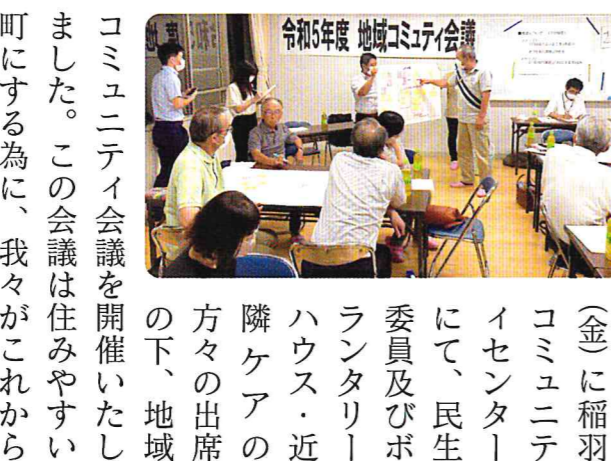 令和5年度 地域コミュティ会議
(金)に稲羽
コミュニテ
ィセンター
にて、民生
委員及びボ
ランタリー
ハウス・近
隣ケアの
方々の出席
の下、地域
コミュニティ会議を開催いたし
ました。この会議は住みやすい
町にする為に、我々がこれから